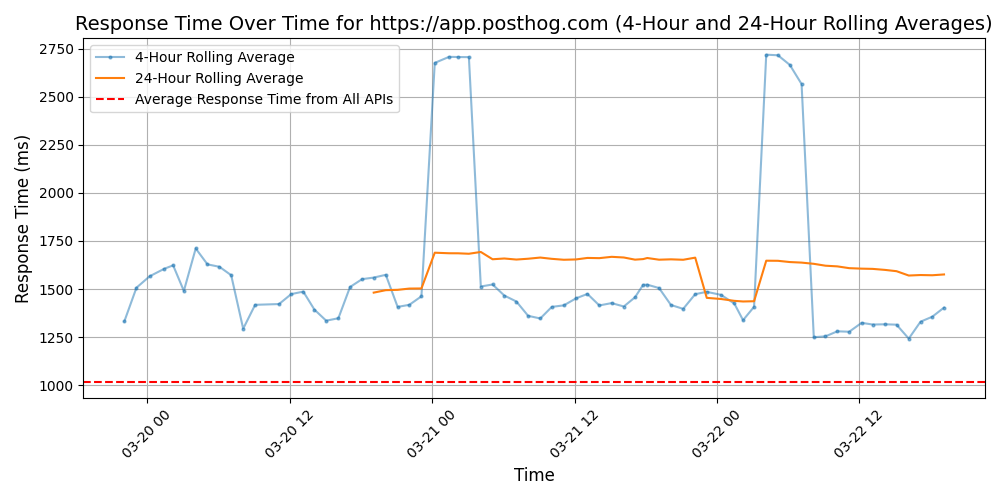 Response Time Over Time for https://app.posthog.com (4-Hour and 24-Hour Rolling Averages)
4-Hour Rolling Average
24-Hour Rolling Average
Average Response Time from All APIs
Response Time (ms)
2750
2500
2250
2000
1750
1500
1250
1000
03-20 00
03-20 12
03-21 00
03-21 12
03-22 00
03-22 12
Time